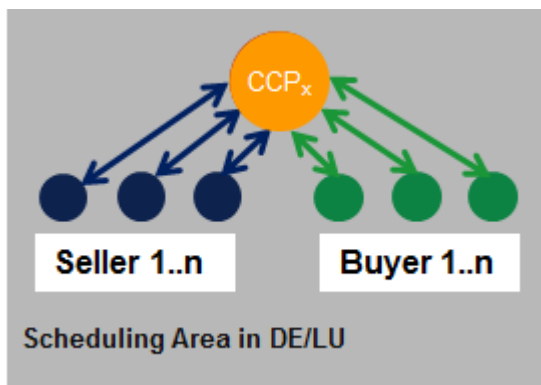 CCPx
Seller 1..n
Buyer 1..n
Scheduling Area in DE/LU